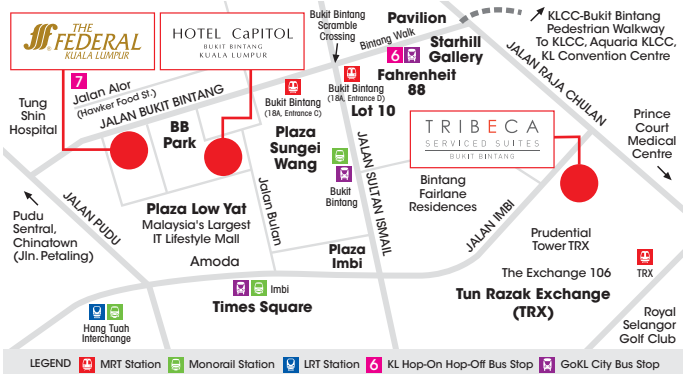 THE
FEDERAL
KUALA LUMPUR
HOTEL CAPITOL
BUKIT BINTANG
KUALA LUMPUR
Bukit Bintang
Scramble
Crossing
Pavilion
Bintang Walk
6
Starhill
Gallery
Fahrenheit
88
KLCC-Bukit Bintang
Pedestrian Walkway
To KLCC, Aquaria KLCC,
KL Convention Centre
JALAN RAJA CHULAN
7
Jalan Alor
(Hawker Food St.)
JALAN BUKIT BINTANG
Tung
Shin
Hospital
BB
Park
Bukit Bintang
(18A, Entrance C)
Bukit Bintang
(18A, Entrance D)
Lot 10
Plaza
Sungei
Wang
TRIBECA
SERVICED SUITES
BUKIT BINTANG
Prince
Court
Medical
Centre
Bukit
Bintang
JALAN SULTAN ISMAIL
Bintang
Fairlane
Residences
JALAN IMBI
JALAN PUDU
Pudu
Sentral,
Chinatown
(Jln. Petaling)
Plaza Low Yat
Malaysia's Largest
IT Lifestyle Mall
Jalan Bulan
Amoda
Plaza
Imbi
Prudential
Tower TRX
The Exchange 106
TRX
Tun Razak Exchange
(TRX)
Imbi
Times Square
Hang Tuah
Interchange
Royal
Selangor
Golf Club
LEGEND MRT Station Monorail Station LRT Station 6 KL Hop-On Hop-Off Bus Stop GoKL City Bus Stop